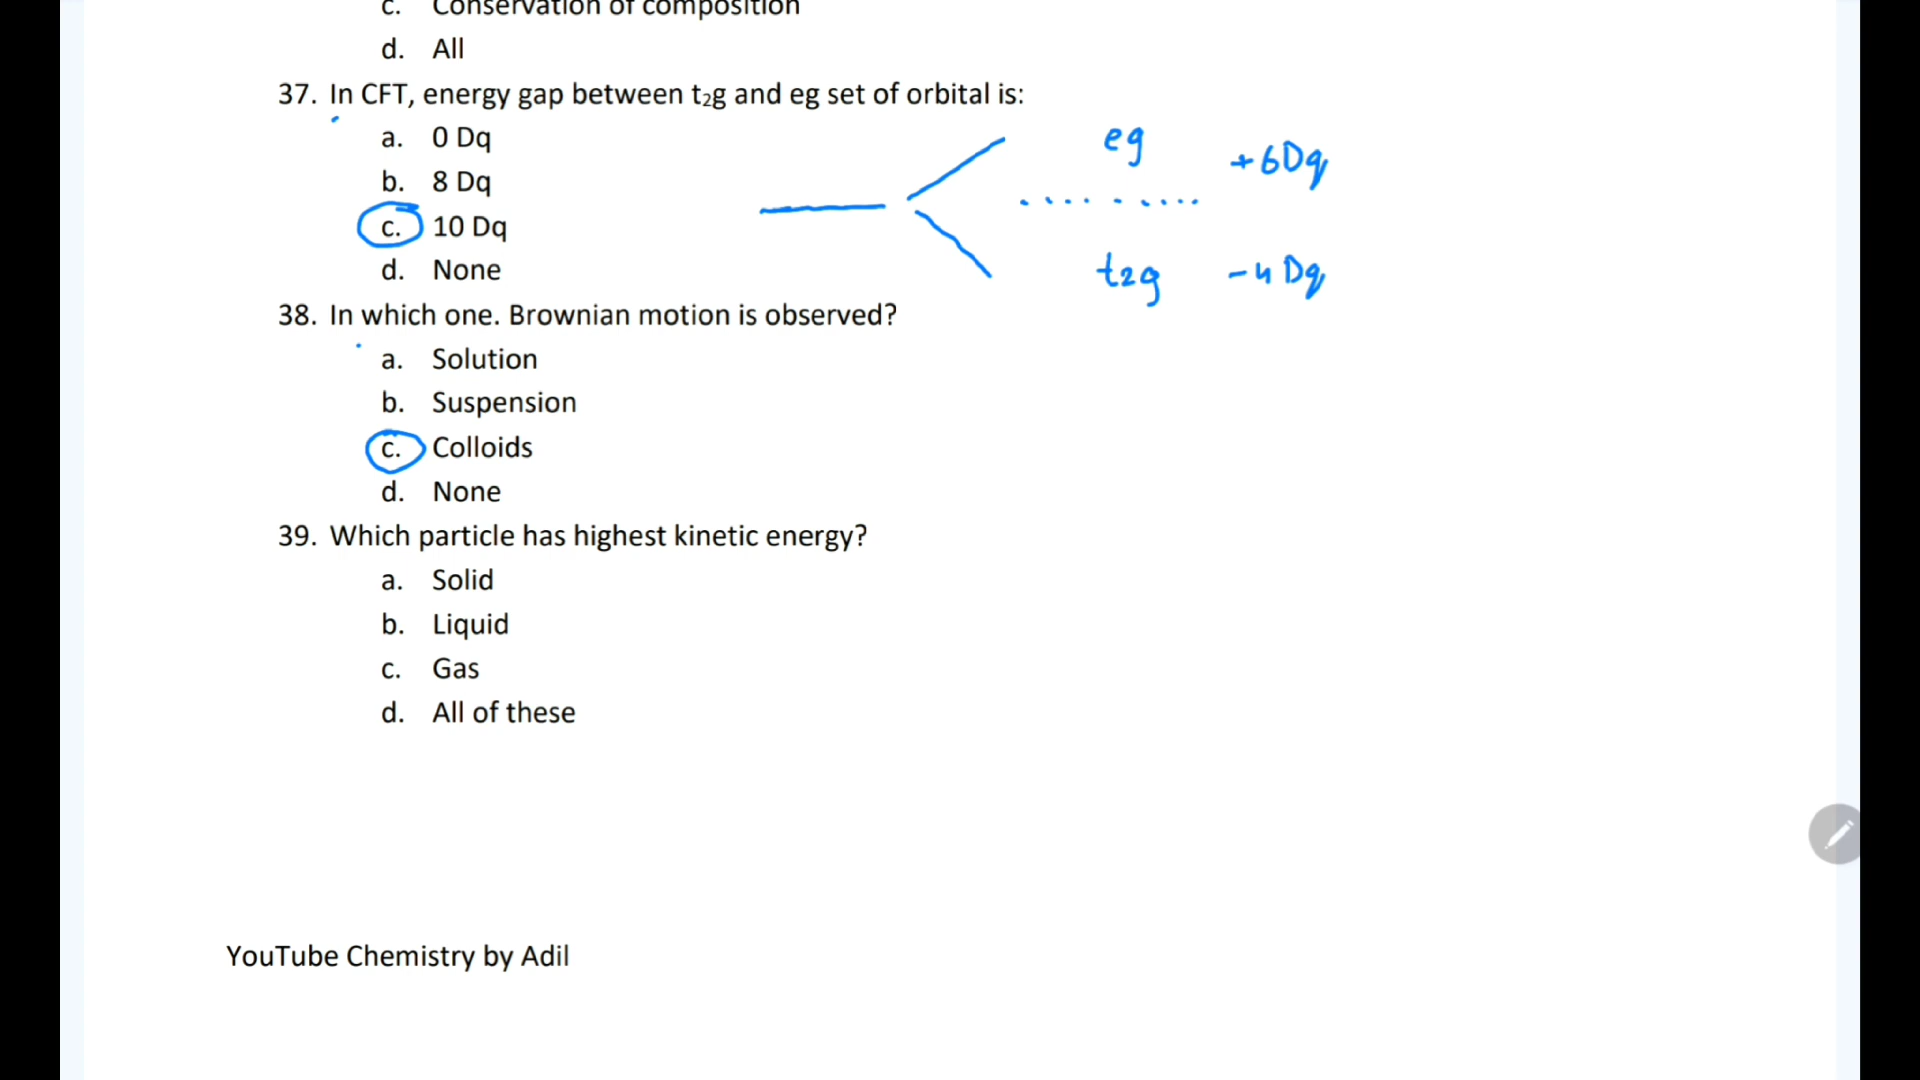 c. Conservation of composition
d. All
37. In CFT, energy gap between t₂g and eg set of orbital is:
a. 0 Dq
b. 8 Dq
c. 10 Dq
d. None
eg +6Dq
t2g -4Dq
38. In which one. Brownian motion is observed?
a. Solution
b. Suspension
c. Colloids
d. None
39. Which particle has highest kinetic energy?
a. Solid
b. Liquid
c. Gas
d. All of these
YouTube Chemistry by Adil